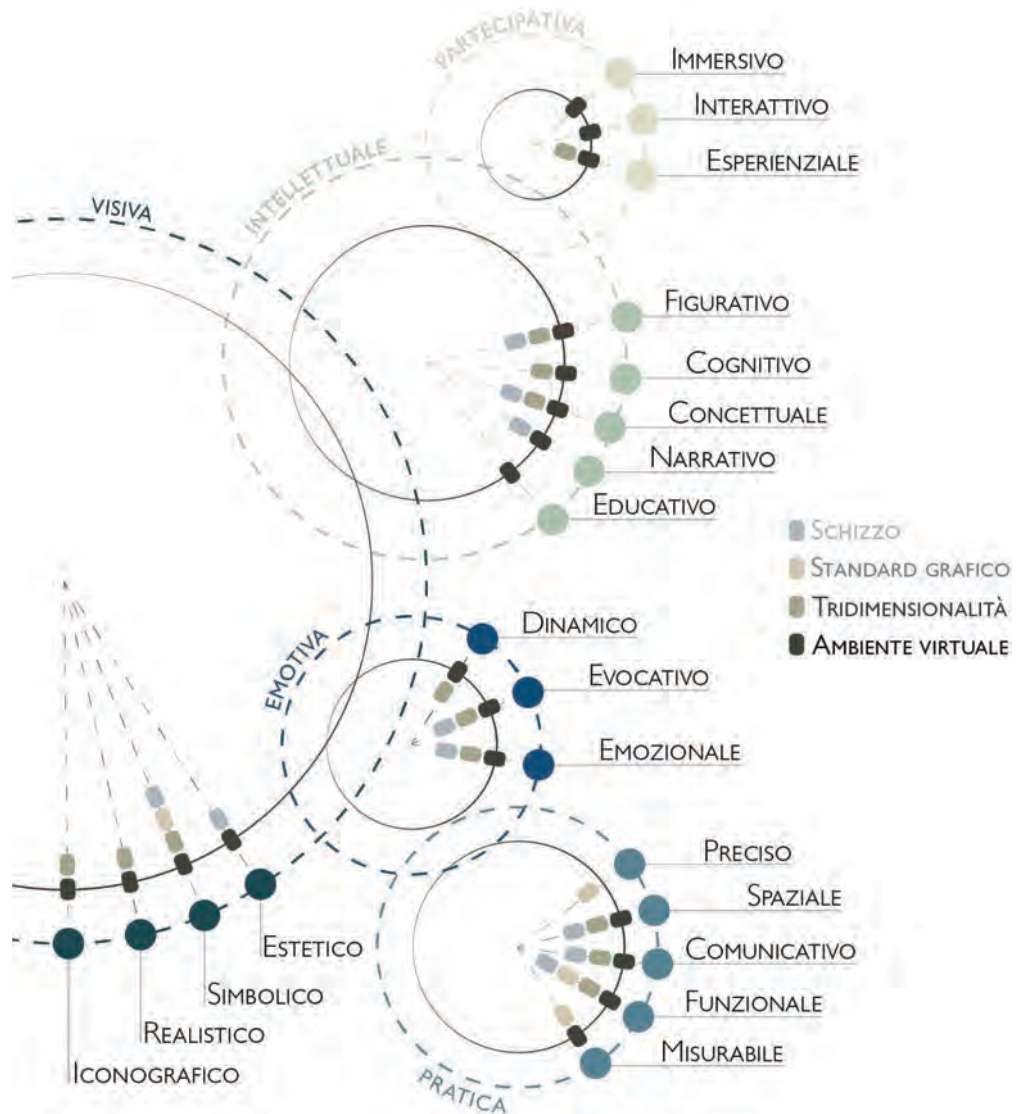 PARTECIPATIVA
IMMERSIVO
INTERATTIVO
ESPERIENZIALE
INTELLETTUALE
VISIVA
FIGURATIVO
COGNITIVO
CONCETTUALE
NARRATIVO
EDUCATIVO
SCHIZZO
STANDARD GRAFICO
TRIDIMENSIONALITÀ
AMBIENTE VIRTUALE
EMOTIVA
DINAMICO
EVOCATIVO
EMOZIONALE
PRECISO
SPAZIALE
COMUNICATIVO
FUNZIONALE
MISURABILE
PRATICA
ESTETICO
SIMBOLICO
REALISTICO
ICONOGRAFICO